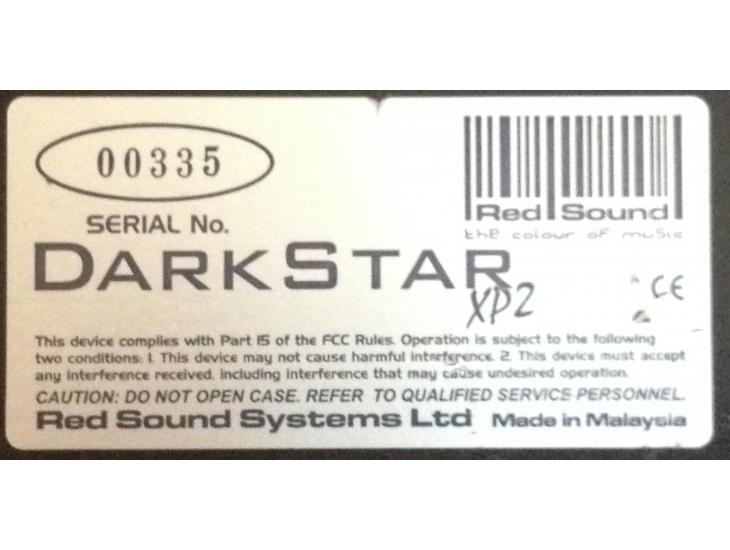 00335
SERIAL No.
Red Sound
the colour of music
DARKSTAR
XP2
CE
This device complies with Part 15 of the FCC Rules. Operation is subject to the following
two conditions: 1. This device may not cause harmful interference. 2. This device must accept
any interference received, including interference that may cause undesired operation.
CAUTION: DO NOT OPEN CASE. REFER TO QUALIFIED SERVICE PERSONNEL.
Red Sound Systems Ltd Made in Malaysia